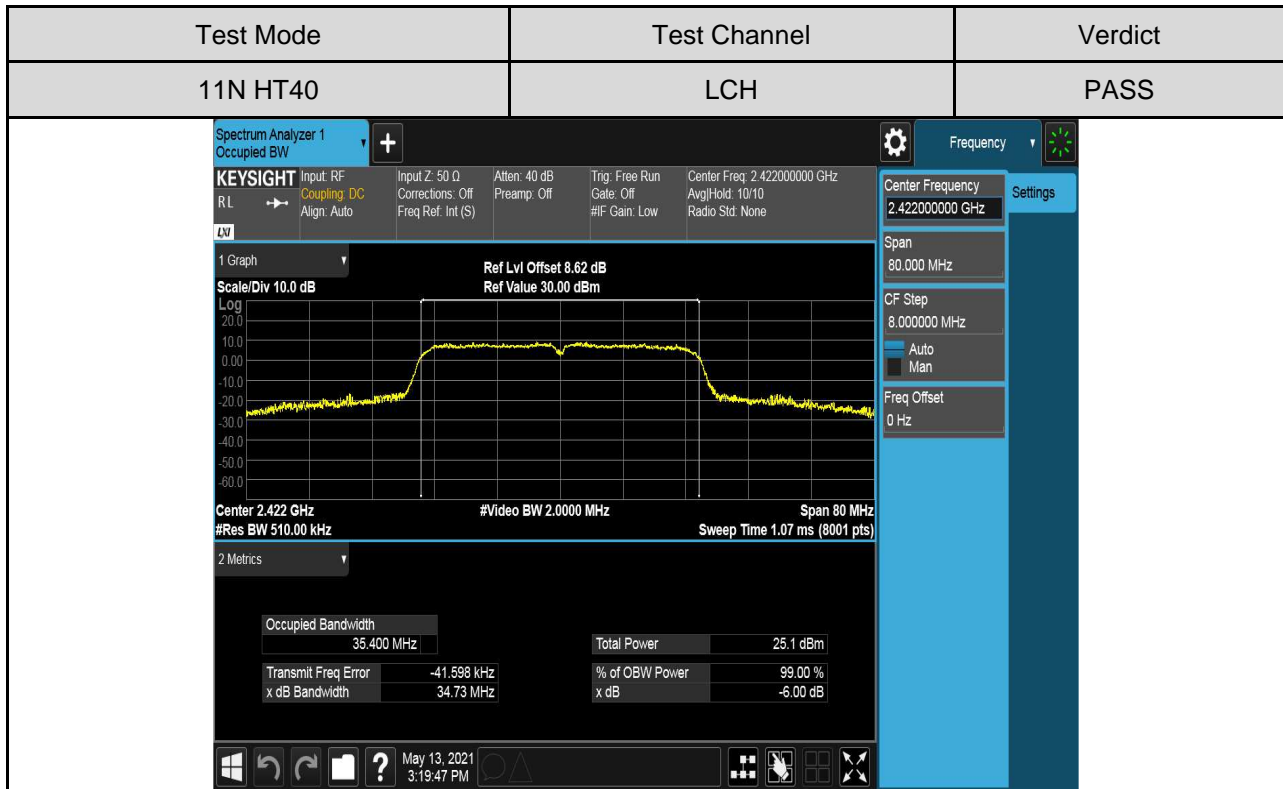 Test Mode Test Channel Verdict
11N HT40 LCH PASS
Spectrum Analyzer 1
Occupied BW
+
Frequency
KEYSIGHT
RL
LXI
Input: RF
Coupling: DC
Align: Auto
Input Z: 50 Ω
Corrections: Off
Freq Ref: Int (S)
Atten: 40 dB
Preamp: Off
Trig: Free Run
Gate: Off
#IF Gain: Low
Center Freq: 2.422000000 GHz
Avg|Hold: 10/10
Radio Std: None
Center Frequency
2.422000000 GHz
Settings
Span
80.000 MHz
CF Step
8.000000 MHz
Auto
Man
Freq Offset
0 Hz
1 Graph
Scale/Div 10.0 dB
Ref Lvl Offset 8.62 dB
Ref Value 30.00 dBm
Log
20.0
10.0
0.00
-10.0
-20.0
-30.0
-40.0
-50.0
-60.0
Center 2.422 GHz
#Res BW 510.00 kHz
#Video BW 2.0000 MHz
Span 80 MHz
Sweep Time 1.07 ms (8001 pts)
2 Metrics
Occupied Bandwidth
35.400 MHz
Transmit Freq Error -41.598 kHz
x dB Bandwidth 34.73 MHz
Total Power 25.1 dBm
% of OBW Power 99.00 %
x dB -6.00 dB
?
May 13, 2021
3:19:47 PM